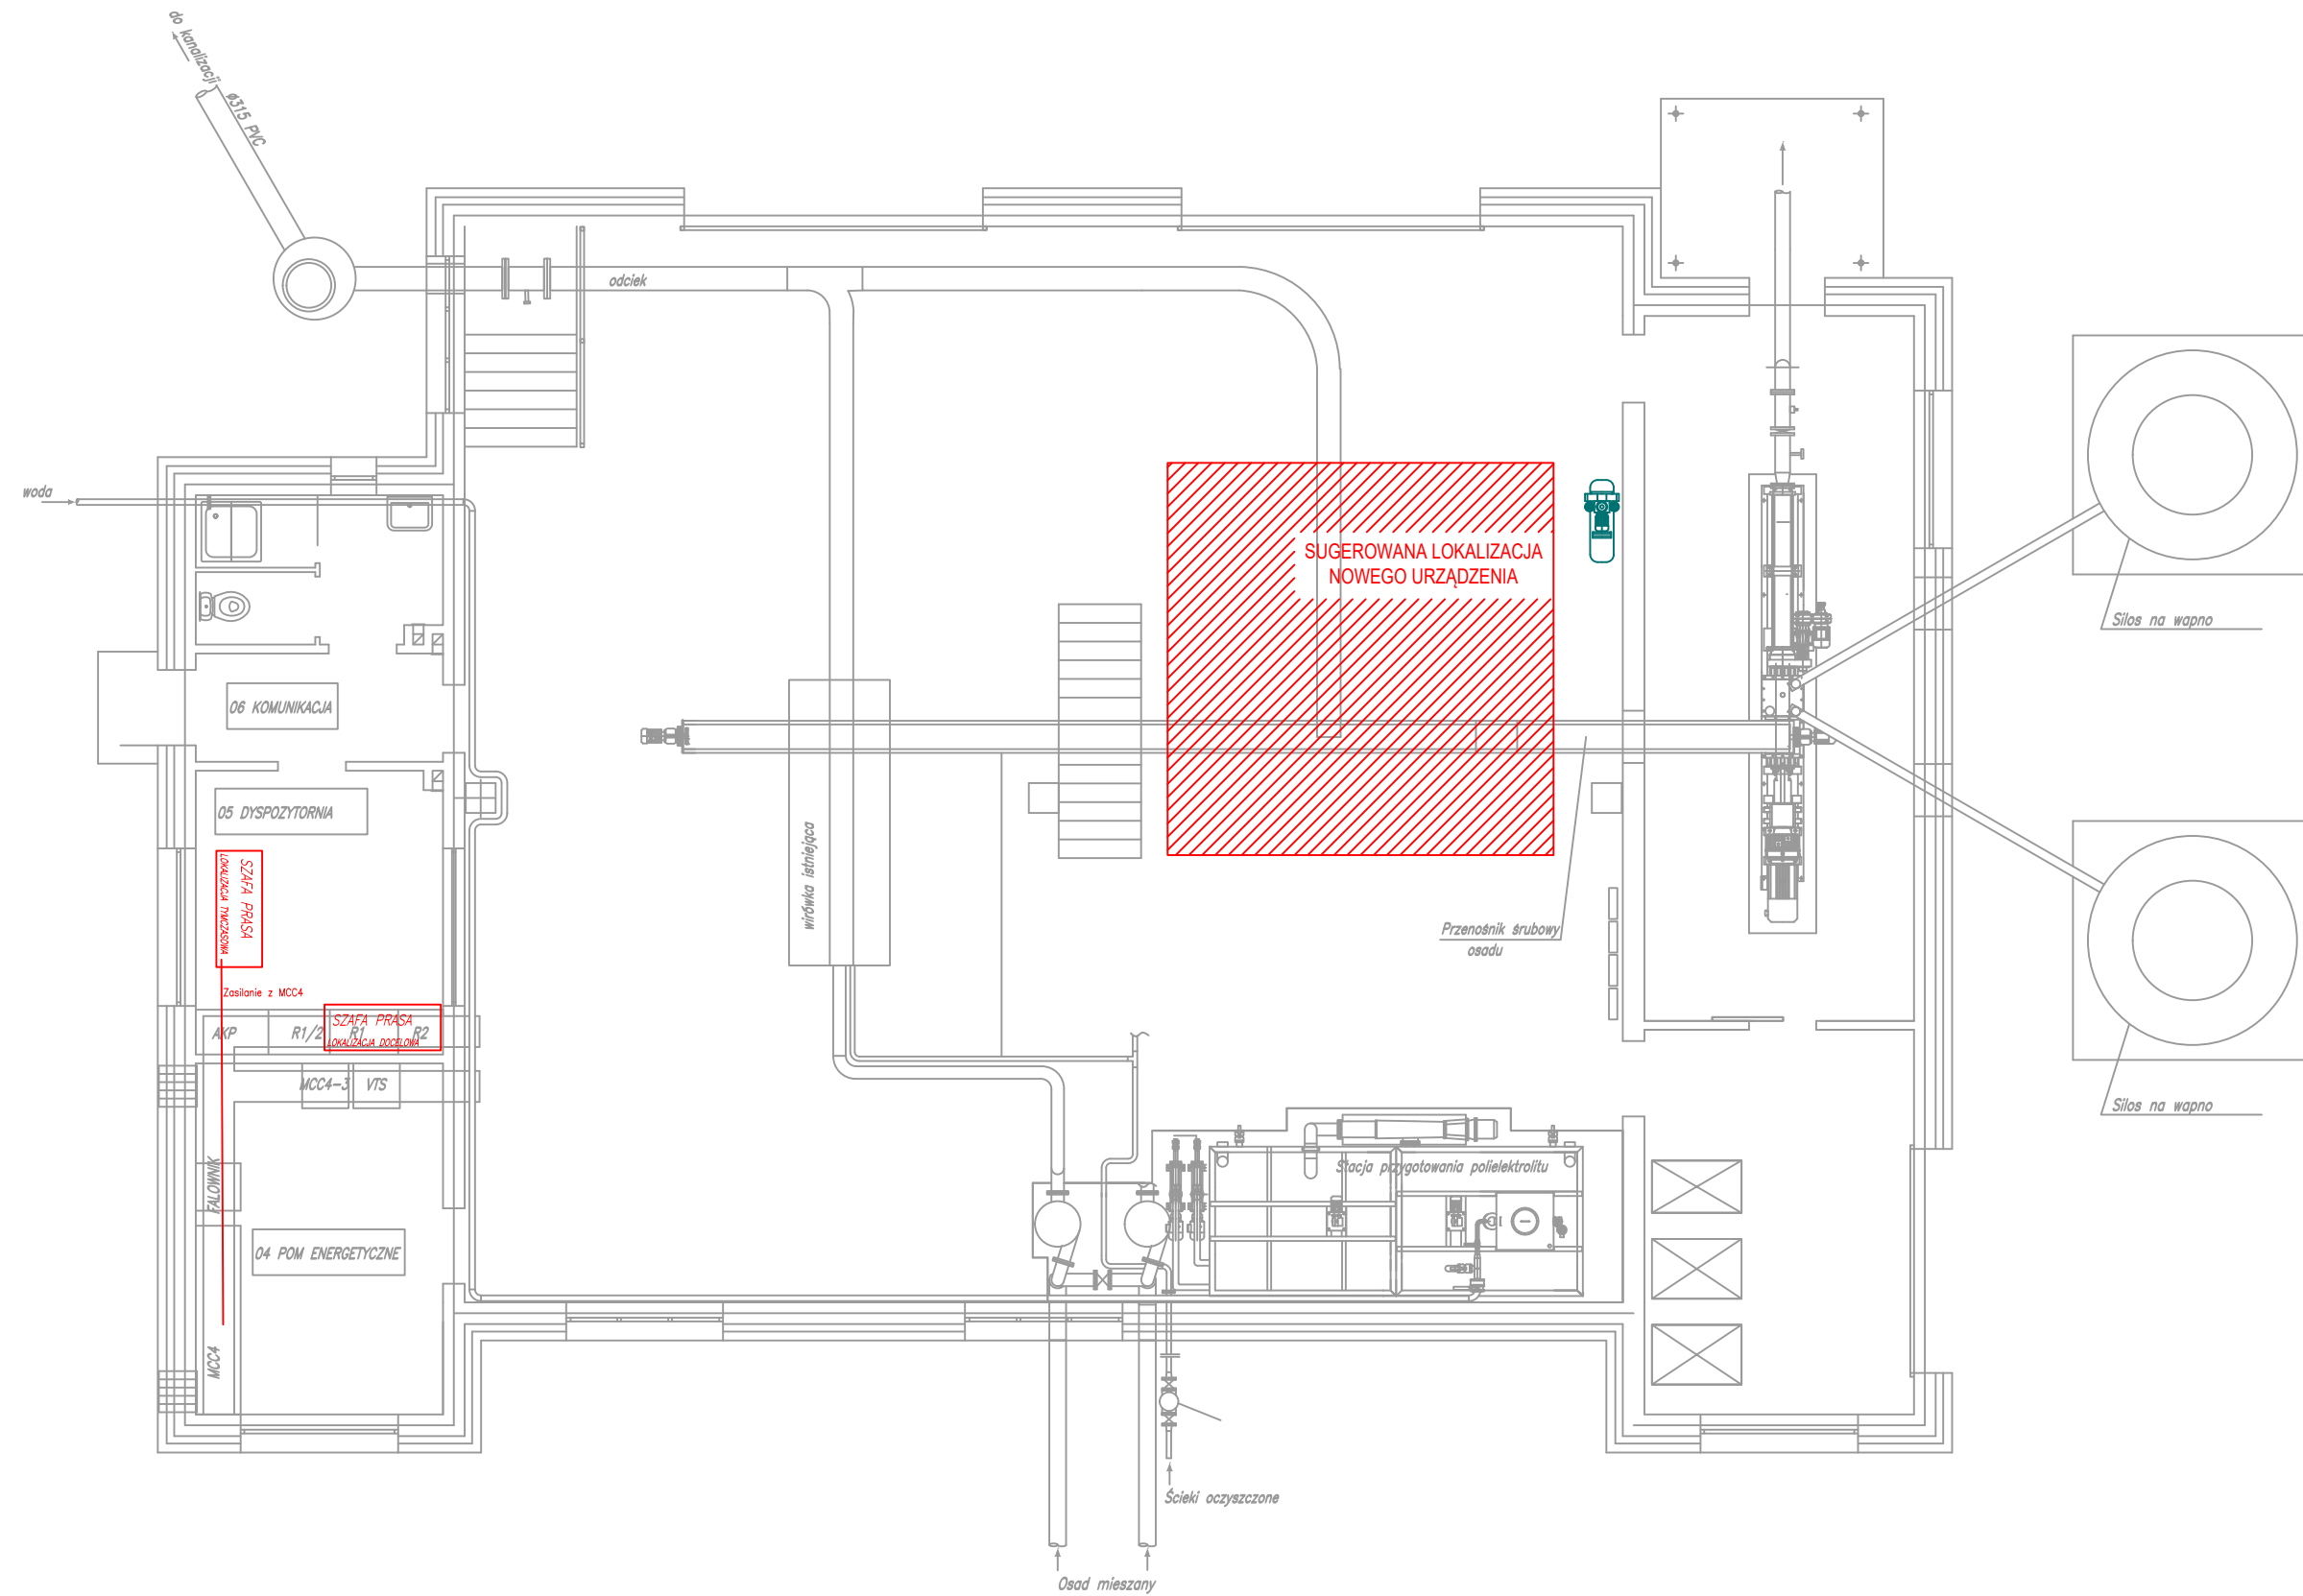 do kanalizacji
ø315 PVC
odciek
woda
SUGEROWANA LOKALIZACJA
NOWEGO URZĄDZENIA
Silos na wapno
06 KOMUNIKACJA
05 DYSPOZYTORNIA
wirówka istniejąca
SZAFA PRASA
LOKALIZACJA TYMCZASOWA
Przenośnik śrubowy
osadu
Zasilanie z MCC4
AKP
R1/2
SZAFA PRASA
R1
R2
LOKALIZACJA DOCELOWA
MCC4-3
VTS
Silos na wapno
Stacja przygotowania polielektrolitu
FALOWNIK
04 POM ENERGETYCZNE
MCC4
Ścieki oczyszczone
Osad mieszany